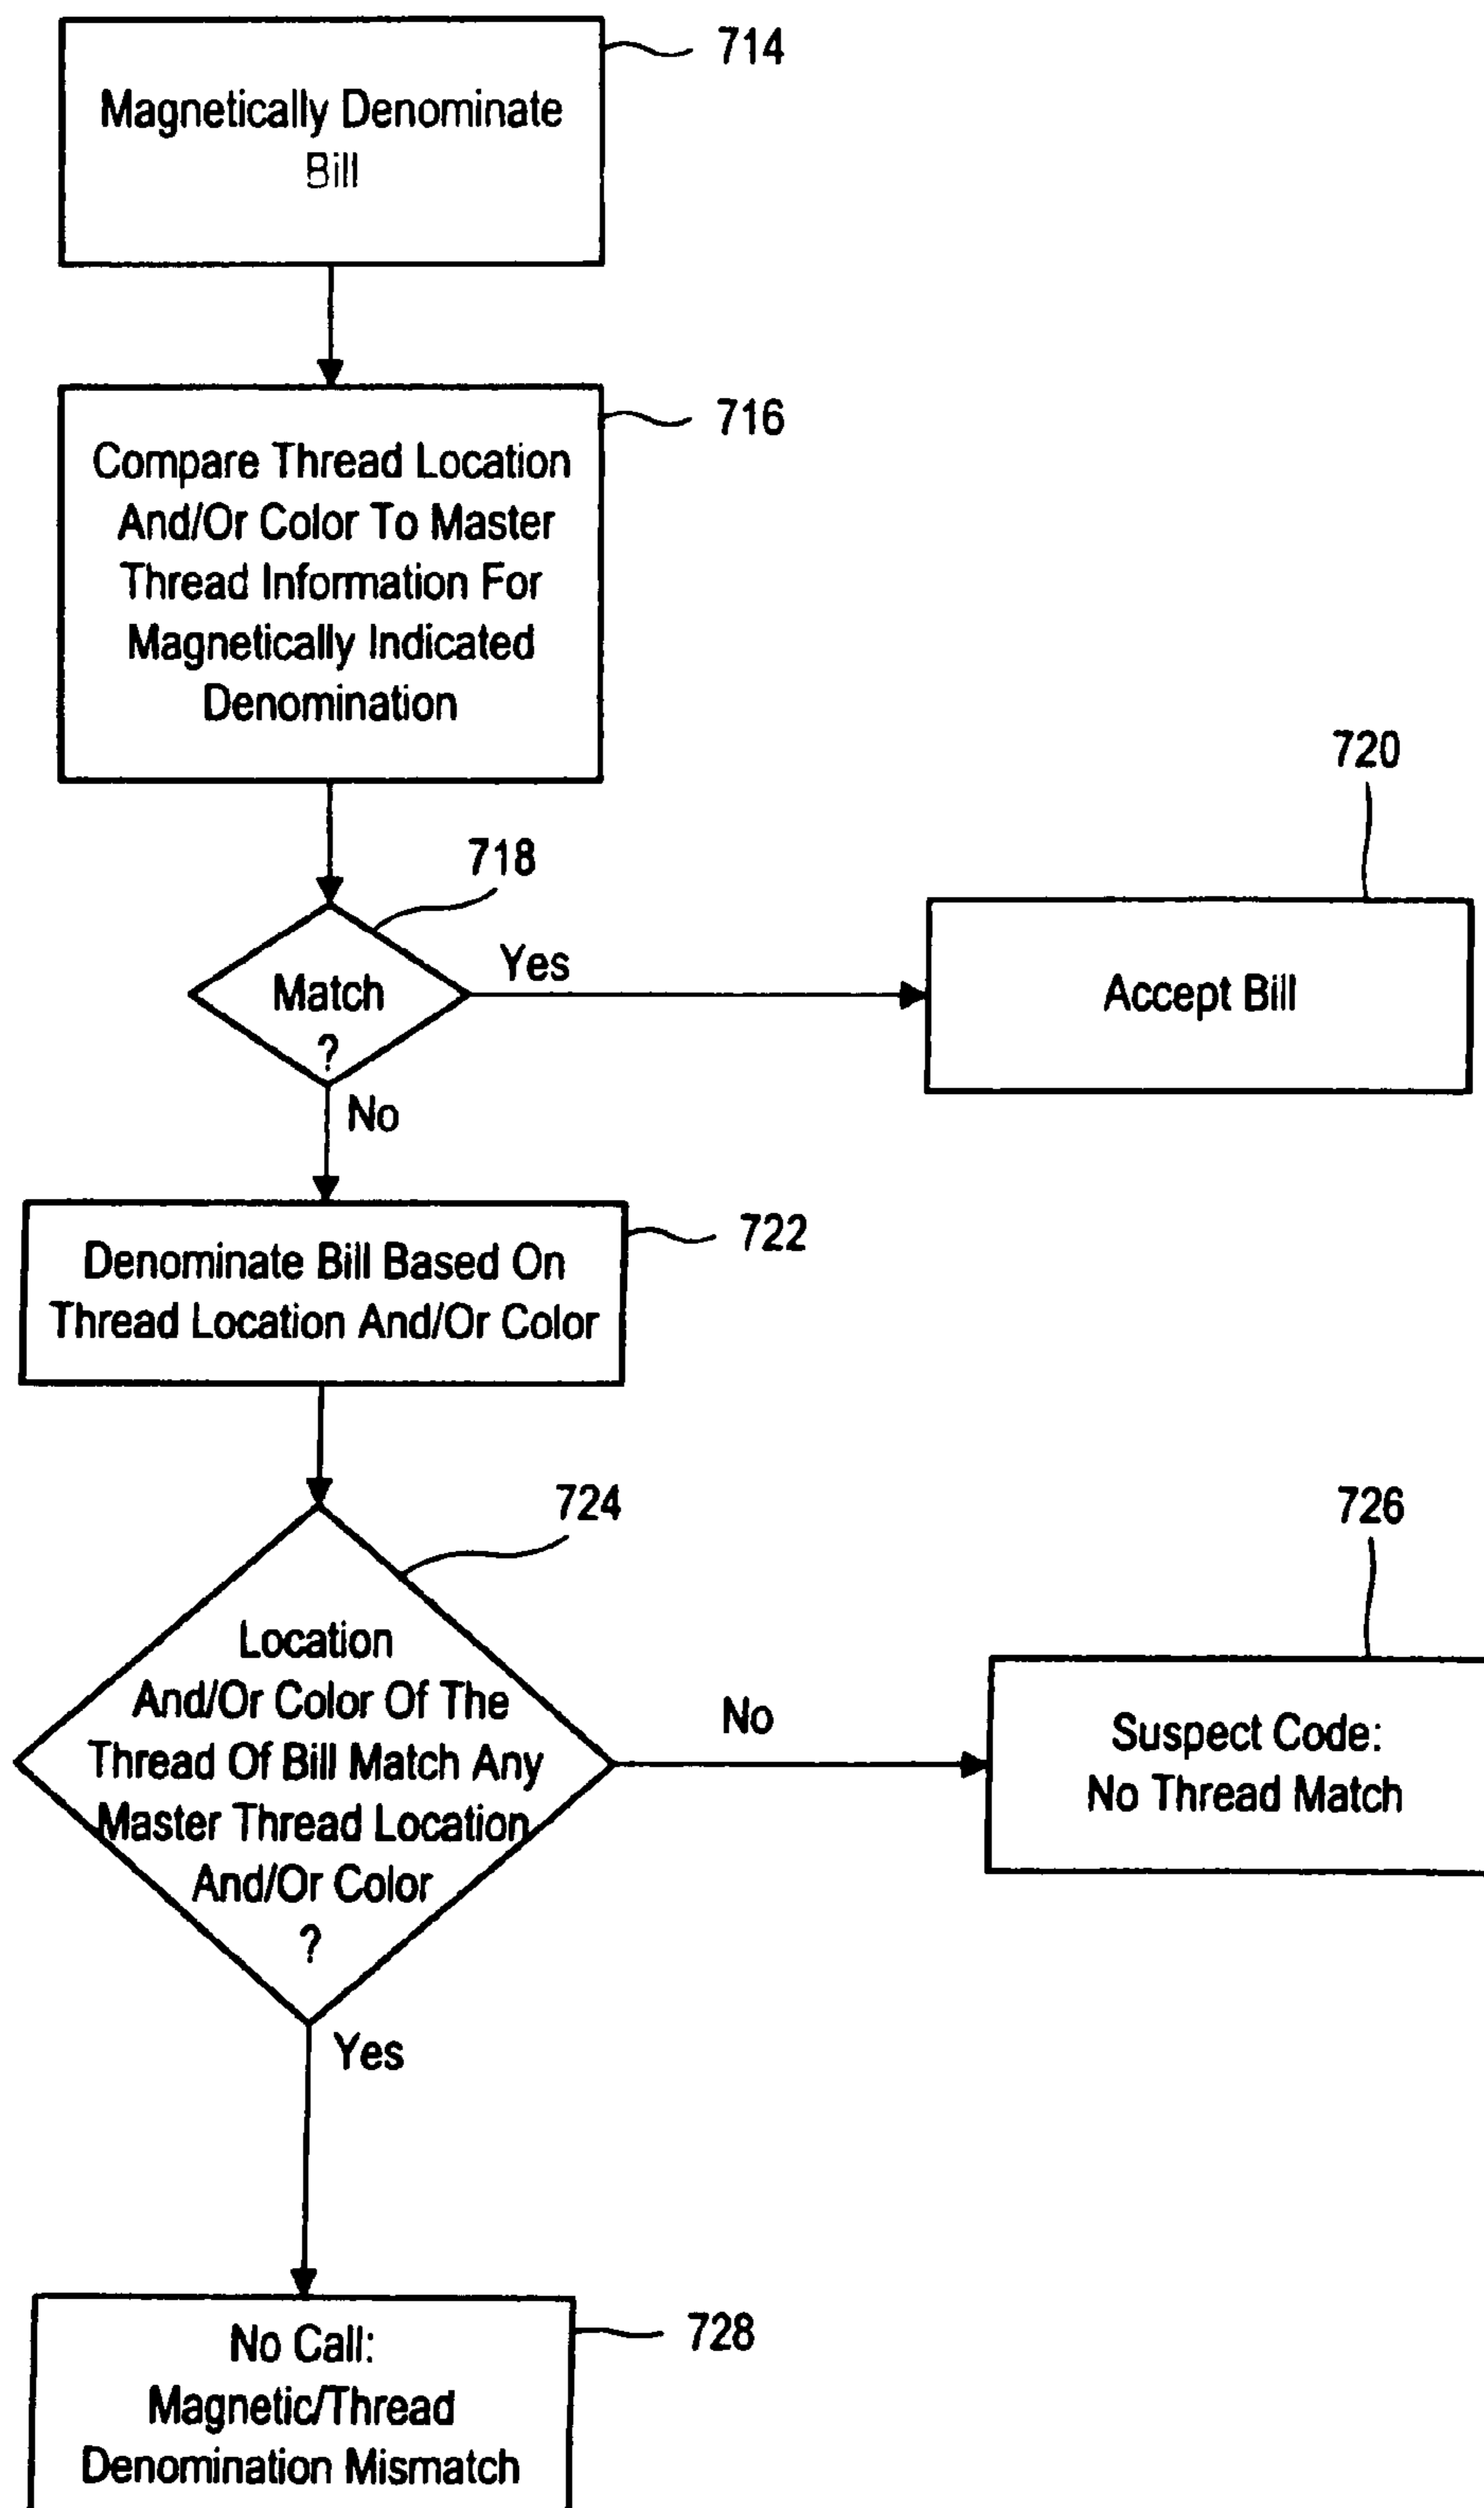 714
Magnetically Denominate
Bill
716
Compare Thread Location
And/Or Color To Master
Thread Information For
Magnetically Indicated
Denomination
720
718
Match
?
Yes
Accept Bill
No
722
Denominate Bill Based On
Thread Location And/Or Color
724
726
Location
And/Or Color Of The
Thread Of Bill Match Any
Master Thread Location
And/Or Color
?
No
Suspect Code:
No Thread Match
Yes
728
No Call:
Magnetic/Thread
Denomination Mismatch